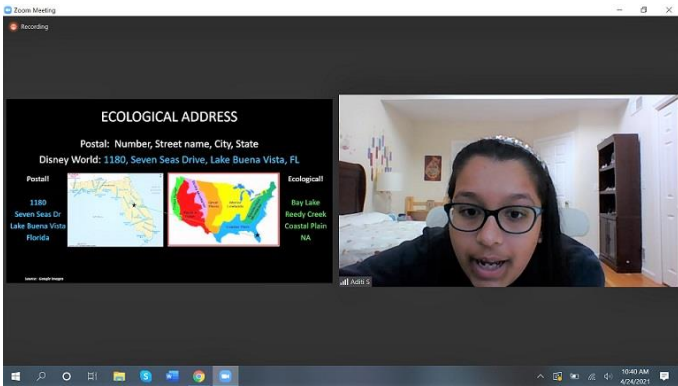 Zoom Meeting
Recording
ECOLOGICAL ADDRESS
Postal: Number, Street name, City, State
Disney World: 1180, Seven Seas Drive, Lake Buena Vista, FL
Postal!
1180
Seven Seas Dr
Lake Buena Vista
Florida
Ecological!
Bay Lake
Reedy Creek
Coastal Plain
NA
Source - Google Images
Aditi S
10:40 AM
4/24/2021